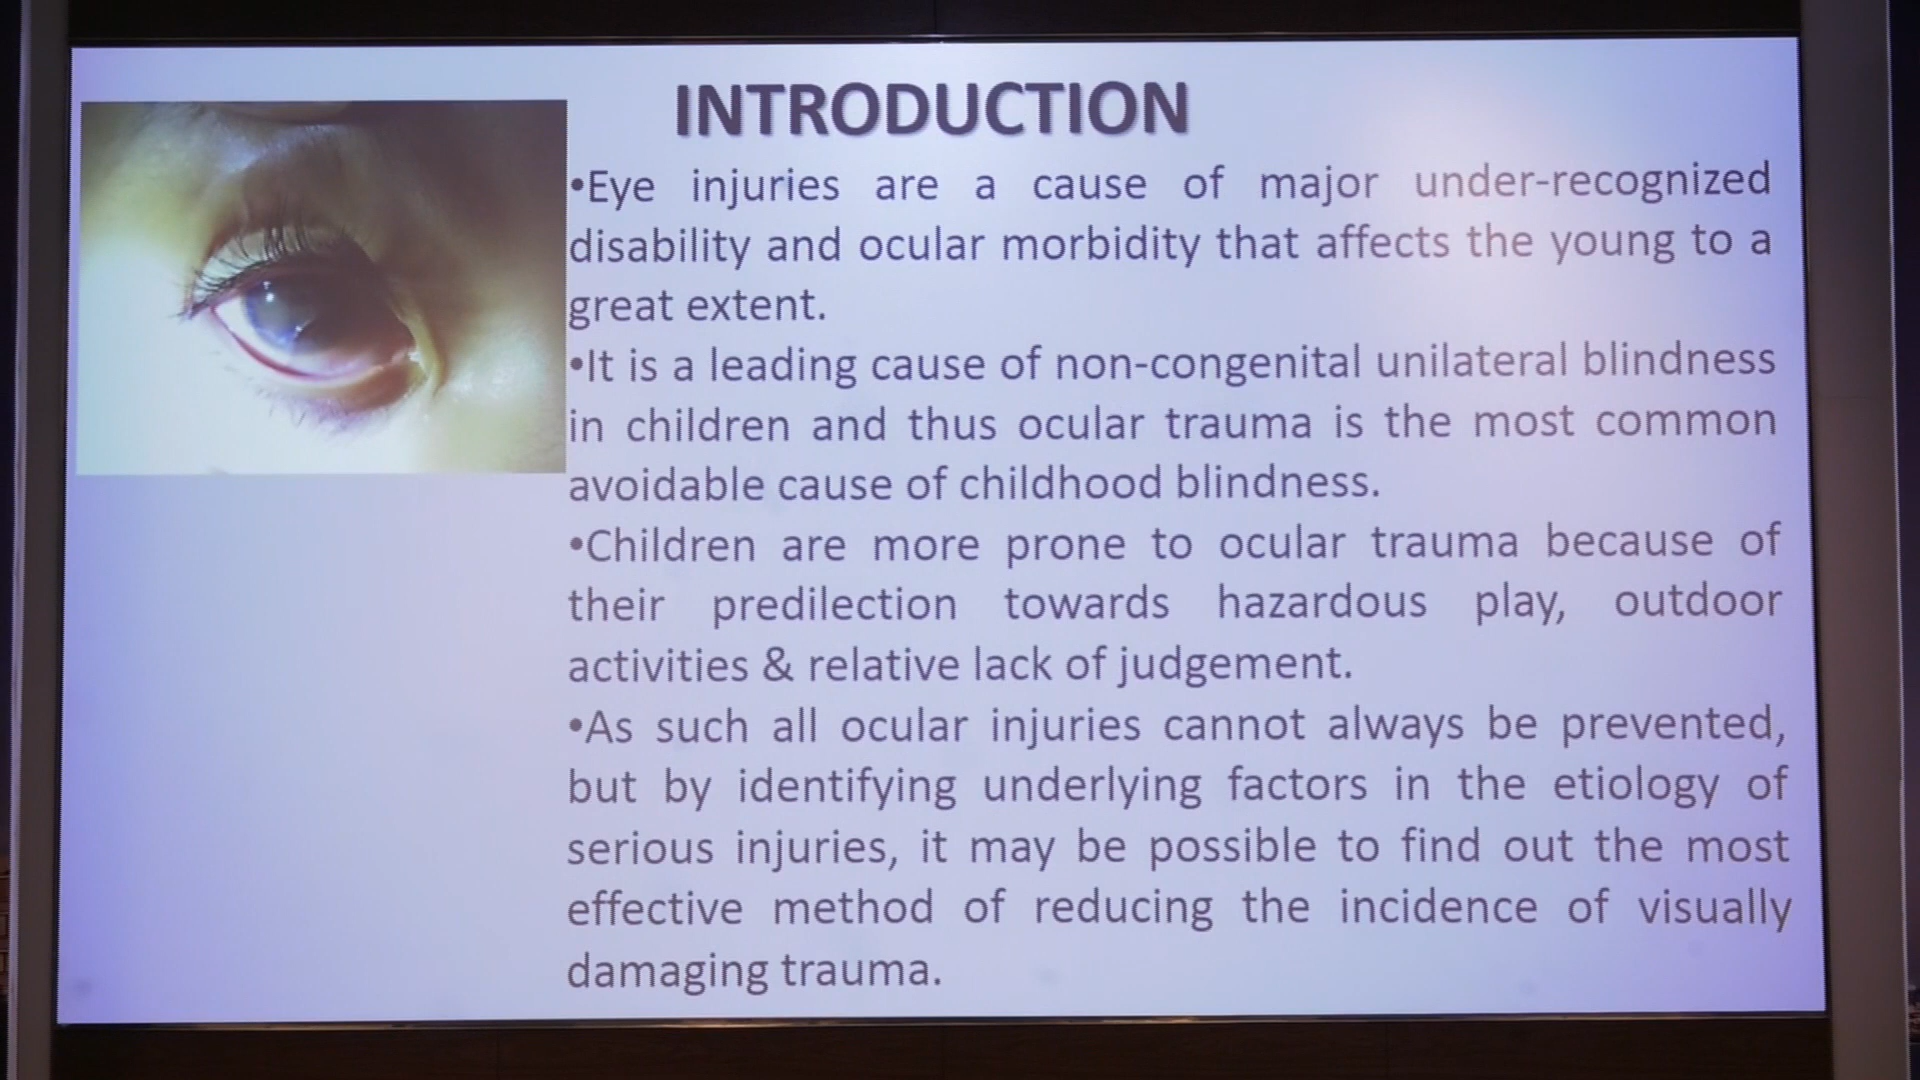 INTRODUCTION
•Eye injuries are a cause of major under-recognized
disability and ocular morbidity that affects the young to a
great extent.
•It is a leading cause of non-congenital unilateral blindness
in children and thus ocular trauma is the most common
avoidable cause of childhood blindness.
•Children are more prone to ocular trauma because of
their predilection towards hazardous play, outdoor
activities & relative lack of judgement.
•As such all ocular injuries cannot always be prevented,
but by identifying underlying factors in the etiology of
serious injuries, it may be possible to find out the most
effective method of reducing the incidence of visually
damaging trauma.